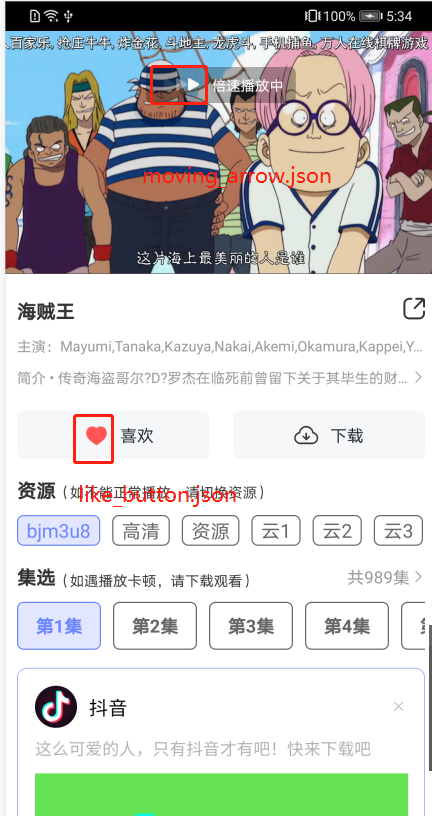 100% 5:34
人百家乐, 抢庄牛牛, 炸金花, 斗地主, 龙虎斗, 手机捕鱼, 万人在线棋牌游戏
倍速播放中
moving_arrow.json
这片海上最美丽的人是谁
海贼王
主演：Mayumi,Tanaka,Kazuya,Nakai,Akemi,Okamura,Kappei,Y...
简介 • 传奇海盗哥尔?D?罗杰在临死前曾留下关于其毕生的财...
喜欢 下载
资源（如不能正常播放，请切换资源）
like_button.json
bjm3u8 高清 资源 云1 云2 云3
集选（如遇播放卡顿，请下载观看） 共989集
第1集 第2集 第3集 第4集
抖音
这么可爱的人，只有抖音才有吧！快来下载吧